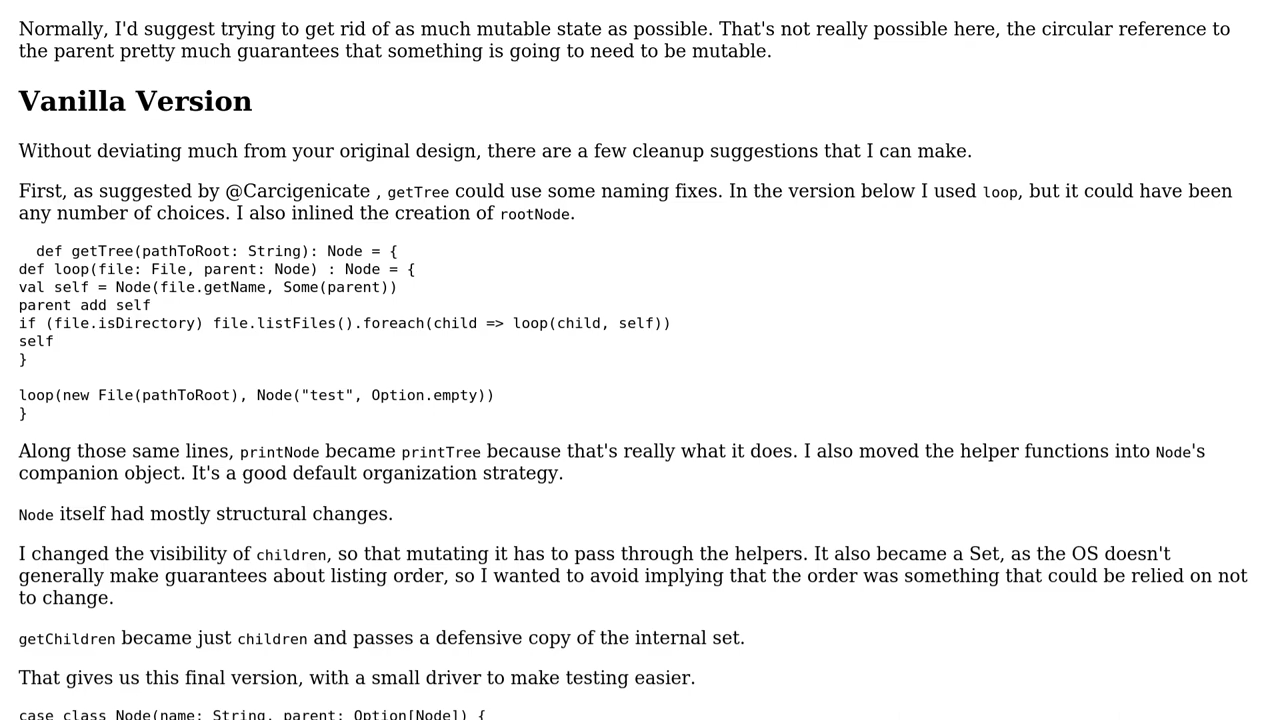 Normally, I'd suggest trying to get rid of as much mutable state as possible. That's not really possible here, the circular reference to
the parent pretty much guarantees that something is going to need to be mutable.
Vanilla Version
Without deviating much from your original design, there are a few cleanup suggestions that I can make.
First, as suggested by @Carcigenicate , getTree could use some naming fixes. In the version below I used loop, but it could have been
any number of choices. I also inlined the creation of rootNode.
def getTree(pathToRoot: String): Node = {
def loop(file: File, parent: Node) : Node = {
val self = Node(file.getName, Some(parent))
parent add self
if (file.isDirectory) file.listFiles().foreach(child => loop(child, self))
self
}
loop(new File(pathToRoot), Node("test", Option.empty))
}
Along those same lines, printNode became printTree because that's really what it does. I also moved the helper functions into Node's
companion object. It's a good default organization strategy.
Node itself had mostly structural changes.
I changed the visibility of children, so that mutating it has to pass through the helpers. It also became a Set, as the OS doesn't
generally make guarantees about listing order, so I wanted to avoid implying that the order was something that could be relied on not
to change.
getChildren became just children and passes a defensive copy of the internal set.
That gives us this final version, with a small driver to make testing easier.
case class Node(name: String, parent: Option[Node]) {